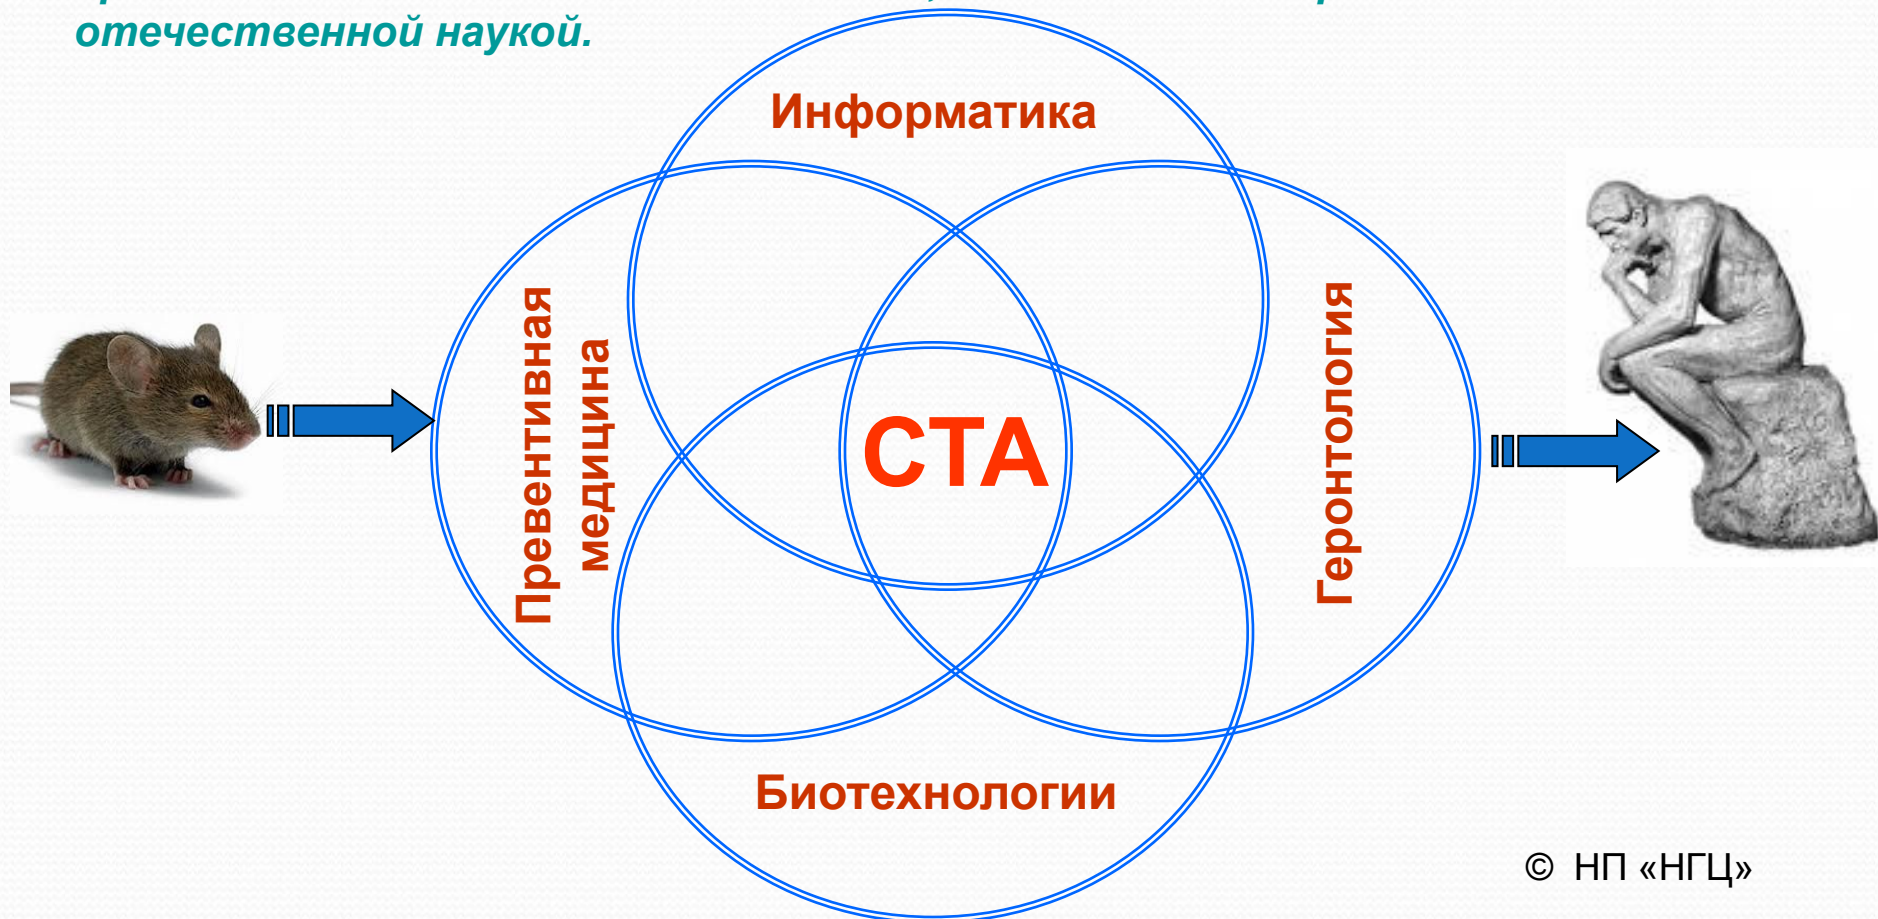 отечественной наукой.
Информатика
Превентивная
медицина
СТА
Геронтология
Биотехнологии
© НП «НГЦ»